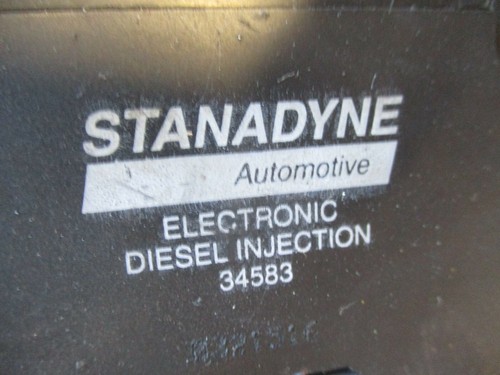 STANADYNE
Automotive
ELECTRONIC
DIESEL INJECTION
34583